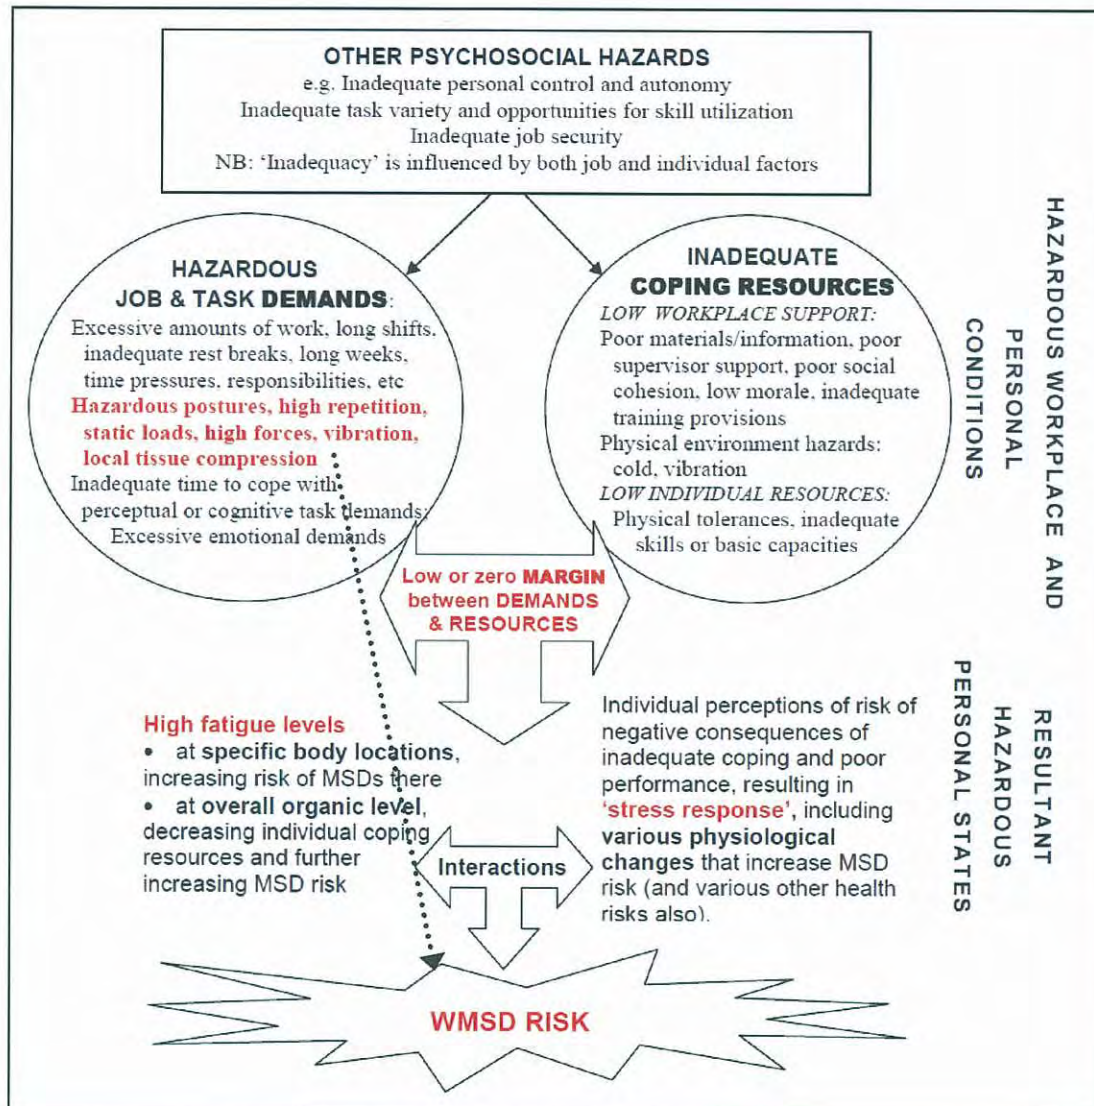 OTHER PSYCHOSOCIAL HAZARDS
e.g. Inadequate personal control and autonomy
Inadequate task variety and opportunities for skill utilization
Inadequate job security
NB: ‘Inadequacy’ is influenced by both job and individual factors
HAZARDOUS
JOB & TASK DEMANDS:
Excessive amounts of work, long shifts,
inadequate rest breaks, long weeks,
time pressures, responsibilities, etc
Hazardous postures, high repetition,
static loads, high forces, vibration,
local tissue compression
Inadequate time to cope with
perceptual or cognitive task demands;
Excessive emotional demands
INADEQUATE
COPING RESOURCES
LOW WORKPLACE SUPPORT:
Poor materials/information, poor
supervisor support, poor social
cohesion, low morale, inadequate
training provisions
Physical environment hazards:
cold, vibration
LOW INDIVIDUAL RESOURCES:
Physical tolerances, inadequate
skills or basic capacities
HAZARDOUS WORKPLACE AND
PERSONAL
CONDITIONS
Low or zero MARGIN
between DEMANDS
& RESOURCES
High fatigue levels
• at specific body locations,
increasing risk of MSDs there
• at overall organic level,
decreasing individual coping
resources and further
increasing MSD risk
Interactions
Individual perceptions of risk of
negative consequences of
inadequate coping and poor
performance, resulting in
‘stress response’, including
various physiological
changes that increase MSD
risk (and various other health
risks also).
RESULTANT
HAZARDOUS
PERSONAL STATES
WMSD RISK